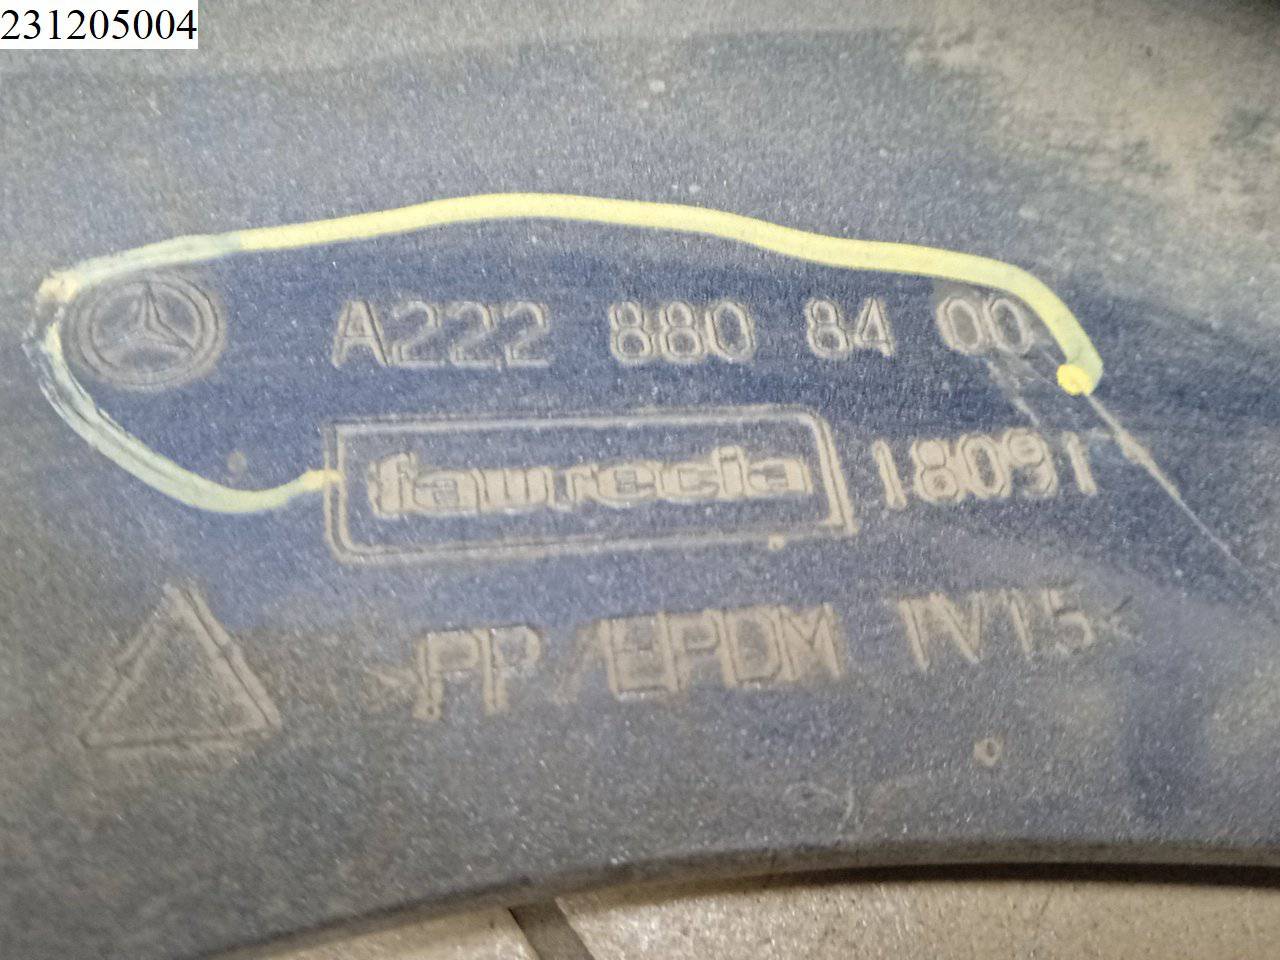 231205004
A222 880 84 00
faurecia 18091
>PP/EPDM TV15<